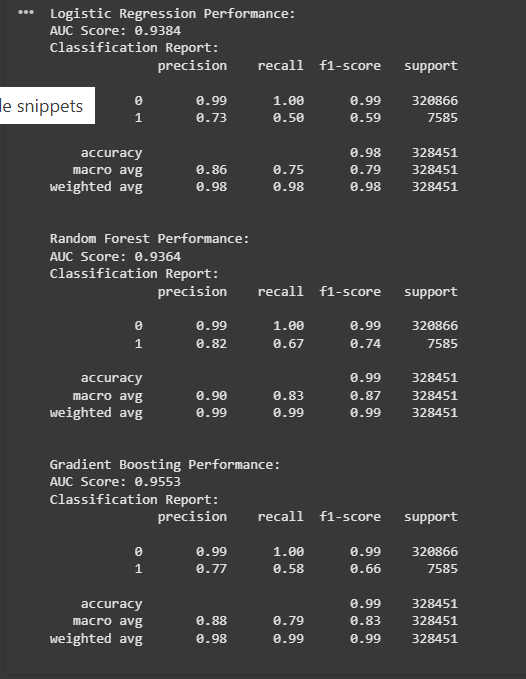 Logistic Regression Performance:
AUC Score: 0.9384
Classification Report:
precision recall f1-score support
0 0.99 1.00 0.99 320866
le snippets
1 0.73 0.50 0.59 7585
accuracy 0.98 328451
macro avg 0.86 0.75 0.79 328451
weighted avg 0.98 0.98 0.98 328451
Random Forest Performance:
AUC Score: 0.9364
Classification Report:
precision recall f1-score support
0 0.99 1.00 0.99 320866
1 0.82 0.67 0.74 7585
accuracy 0.99 328451
macro avg 0.90 0.83 0.87 328451
weighted avg 0.99 0.99 0.99 328451
Gradient Boosting Performance:
AUC Score: 0.9553
Classification Report:
precision recall f1-score support
0 0.99 1.00 0.99 320866
1 0.77 0.58 0.66 7585
accuracy 0.99 328451
macro avg 0.88 0.79 0.83 328451
weighted avg 0.98 0.99 0.99 328451